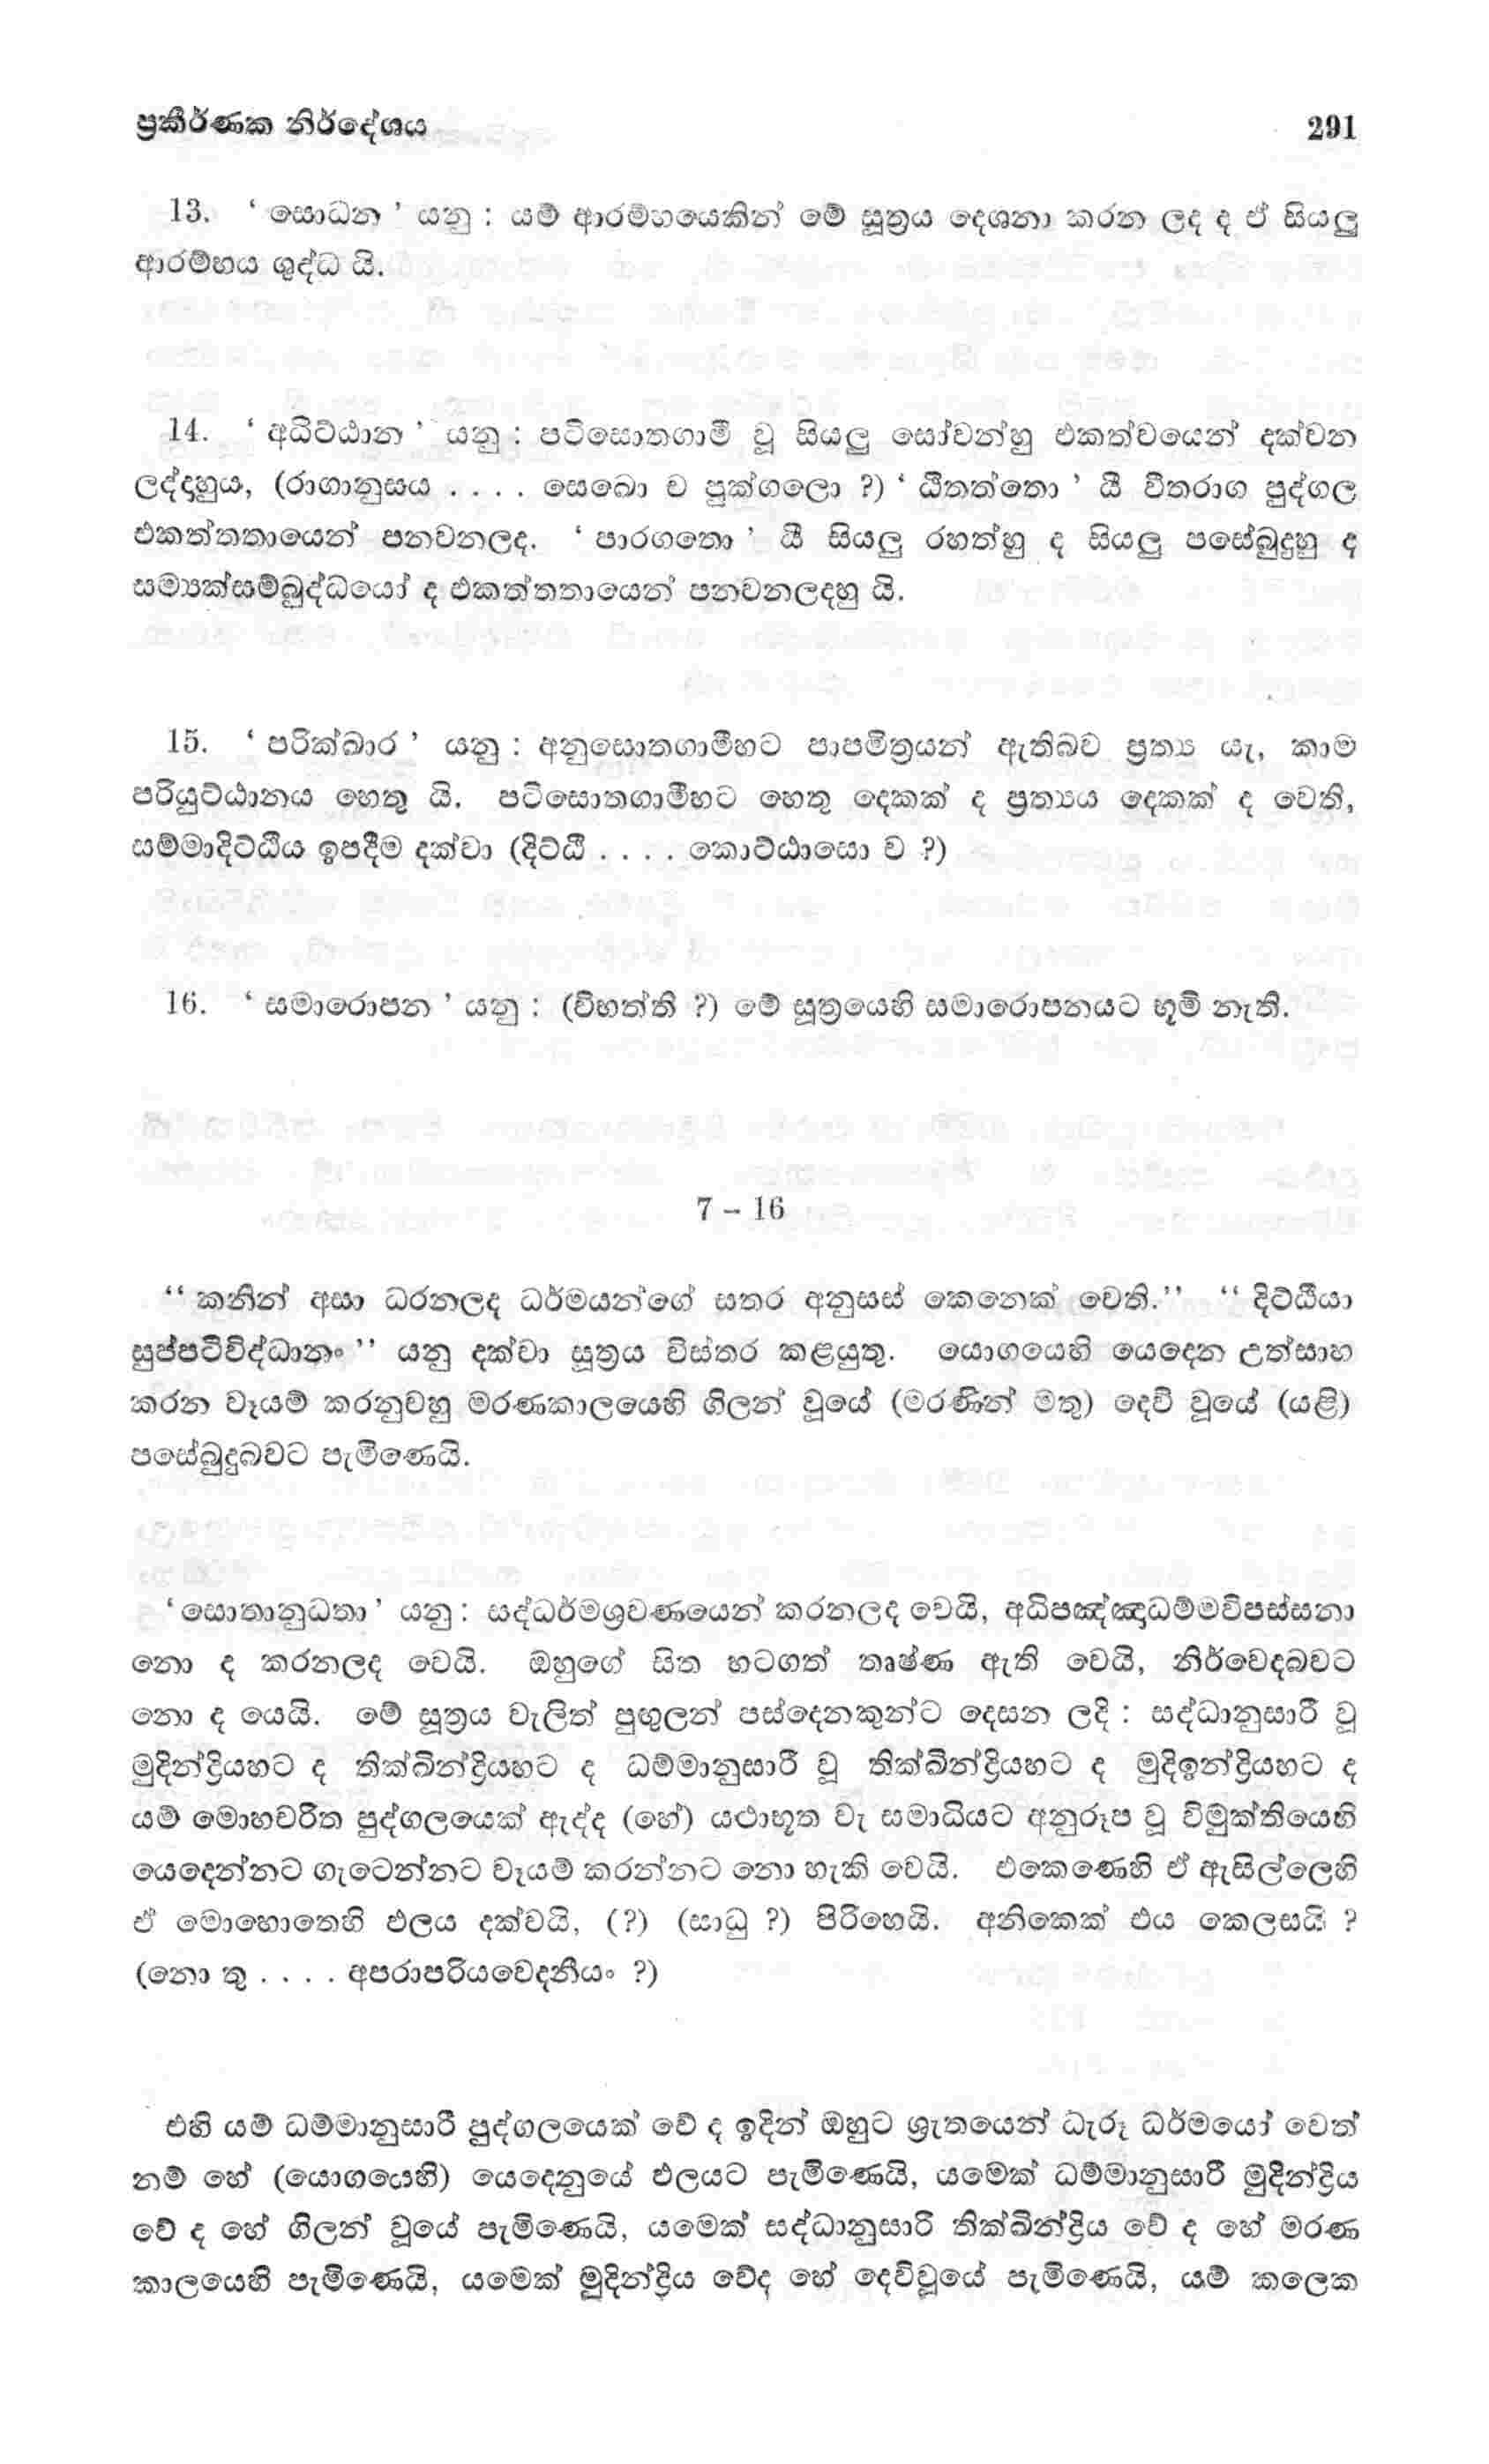 ප්‍රකීර්ණක නිර්දේශය 291
13. ‘ සොධන ’ යනු : යම් ආරම්භයෙකින් මේ සූත්‍රය දෙශනා කරන ලද ද ඒ සියලු
ආරම්භය ශුද්ධ යි.
14. ‘ අධිට්ඨාන ’ යනු : පටිසොතගාමී වූ සියලු සෝවන්හු එකත්වයෙන් දක්වන
ලද්දාහුය, (රාගානුසය . . . . සෙඛො ච පුක්ගලො ?) ‘ ඨිතත්තො ’ යී වීතරාග පුද්ගල
එකත්තතායෙන් පනවනලද. ‘ පාරගතො ’ යී සියලු රහත්හු ද සියලු පසේබුදුහු ද
සම්‍යක්සම්බුද්ධයෝ ද එකත්තතායෙන් පනවනලදහු යි.
15. ‘ පරික්ඛාර ’ යනු : අනුසොතගාමීහට පාපමිත්‍රයන් ඇතිබව ප්‍රත්‍ය යැ, කාම
පරියුට්ඨානය හෙතු යි. පටිසොතගාමීහට හෙතු දෙකක් ද ප්‍රත්‍යය දෙකක් ද වෙති,
සම්මාදිට්ඨිය ඉපදීම දක්වා (දිට්ඨි . . . . කොට්ඨාසො ව ?)
16. ‘ සමාරොපන ’ යනු : (විභත්ති ?) මේ සූත්‍රයෙහි සමාරොපනයට භූමි නැති.
7 – 16
‘‘ කනින් අසා ධරනලද ධර්මයන්ගේ සතර අනුසස් කෙනෙක් වෙති.’’ ‘‘ දිට්ඨියා
සුප්පටිවිද්ධානං ’’ යනු දක්වා සූත්‍රය විස්තර කළයුතු. යොගයෙහි යෙදෙන උත්සාහ
කරන වෑයම් කරනුවහු මරණකාලයෙහි ගිලන් වූයේ (මරණින් මතු) දෙවි වූයේ (යළි)
පසේබුදුබවට පැමිණෙයි.
‘සොතානුධතා’ යනු : සද්ධර්මශ්‍රවණයෙන් කරනලද වෙයි, අධිපඤ්ඤාධම්මවිපස්සනා
නො ද කරනලද වෙයි. ඔහුගේ සිත හටගත් තෘෂ්ණ ඇති වෙයි, නිර්වෙදබවට
නො ද යෙයි. මේ සූත්‍රය වැලිත් පුඟුලන් පස්දෙනකුන්ට දෙසන ලදි : සද්ධානුසාරී වූ
මුදින්ද්‍රියහට ද තික්ඛින්ද්‍රියහට ද ධම්මානුසාරී වූ තික්ඛින්ද්‍රියහට ද මුදිඉන්ද්‍රියහට ද
යම් මොහචරිත පුද්ගලයෙක් ඇද්ද (හේ) යථාභූත වැ සමාධියට අනුරූප වූ විමුක්තියෙහි
යෙදෙන්නට ගැටෙන්නට වෑයම් කරන්නට නො හැකි වෙයි. එකෙණෙහි ඒ ඇසිල්ලෙහි
ඒ මොහොතෙහි ඵලය දක්වයි, (?) (සාධු ?) පිරිහෙයි. අනිකෙක් එය කෙලසයි ?
(නො තු . . . . අපරාපරියවෙදනීයං ?)
එහි යම් ධම්මානුසාරී පුද්ගලයෙක් වේ ද ඉදින් ඔහුට ශ්‍රැතයෙන් ධැරූ ධර්මයෝ වෙත්
නම් හේ (යොගයෙහි) යෙදෙනුයේ ඵලයට පැමිණෙයි, යමෙක් ධම්මානුසාරී මුදින්ද්‍රිය
වේ ද හේ ගිලන් වූයේ පැමිණෙයි, යමෙක් සද්ධානුසාරී තික්ඛින්ද්‍රිය වේ ද හේ මරණ
කාලයෙහි පැමිණෙයි, යමෙක් මුදින්ද්‍රිය වේද හේ දෙවිවූයේ පැමිණෙයි, යම් කලෙක